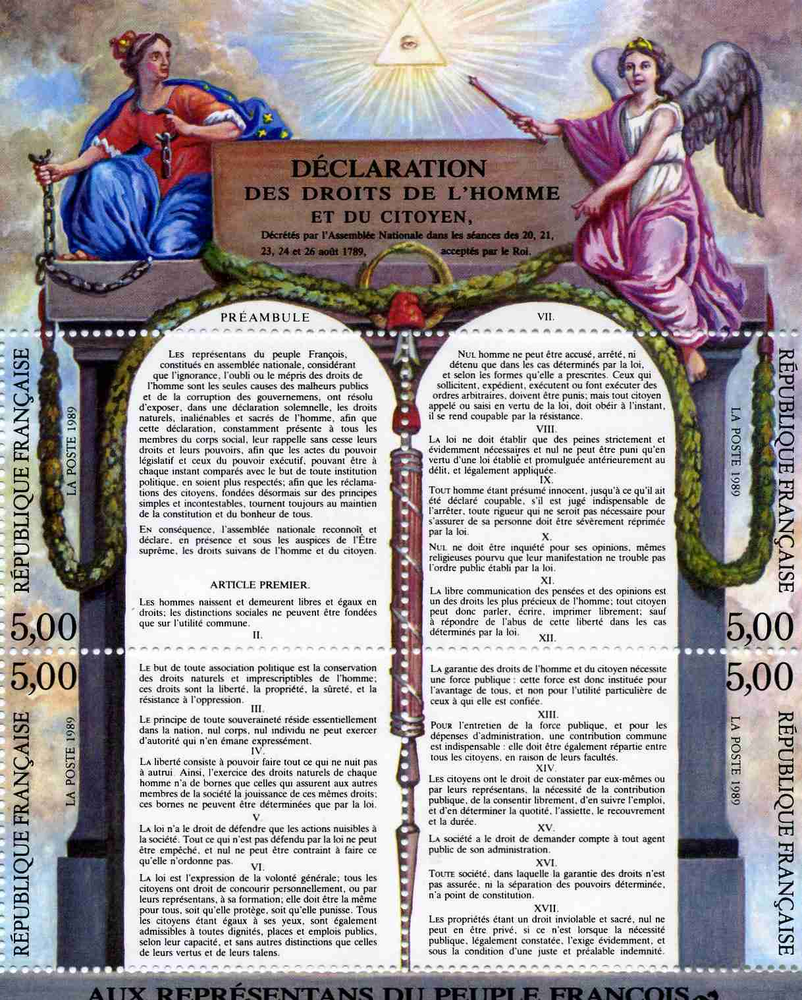 DÉCLARATION
DES DROITS DE L'HOMME
ET DU CITOYEN,
Décrétés par l'Assemblée Nationale dans les séances des 20, 21,
23, 24 et 26 août 1789, acceptés par le Roi.
PRÉAMBULE
LES représentans du peuple François,
constitués en assemblée nationale, considérant
que l'ignorance, l'oubli ou le mépris des droits de
l'homme sont les seules causes des malheurs publics
et de la corruption des gouvernemens, ont résolu
d'exposer, dans une déclaration solemnelle, les droits
naturels, inaliénables et sacrés de l'homme, afin que
cette déclaration, constamment présente à tous les
membres du corps social, leur rappelle sans cesse leurs
droits et leurs pouvoirs, afin que les actes du pouvoir
législatif et ceux du pouvoir exécutif, pouvant être à
chaque instant comparés avec le but de toute institution
politique, en soient plus respectés; afin que les réclama-
tions des citoyens, fondées désormais sur des principes
simples et incontestables, tournent toujours au maintien
de la constitution et du bonheur de tous.
EN conséquence, l'assemblée nationale reconnoît et
déclare, en présence et sous les auspices de l'Être
suprême, les droits suivans de l'homme et du citoyen.
ARTICLE PREMIER.
LES hommes naissent et demeurent libres et égaux en
droits; les distinctions sociales ne peuvent être fondées
que sur l'utilité commune.
II.
LE but de toute association politique est la conservation
des droits naturels et imprescriptibles de l'homme;
ces droits sont la liberté, la propriété, la sûreté, et la
résistance à l'oppression.
III.
LE principe de toute souveraineté réside essentiellement
dans la nation, nul corps, nul individu ne peut exercer
d'autorité qui n'en émane expressément.
IV.
LA liberté consiste à pouvoir faire tout ce qui ne nuit pas
à autrui. Ainsi, l'exercice des droits naturels de chaque
homme n'a de bornes que celles qui assurent aux autres
membres de la société la jouissance de ces mêmes droits;
ces bornes ne peuvent être déterminées que par la loi.
V.
LA loi n'a le droit de défendre que les actions nuisibles à
la société. Tout ce qui n'est pas défendu par la loi ne peut
être empêché, et nul ne peut être contraint à faire ce
qu'elle n'ordonne pas.
VI.
LA loi est l'expression de la volonté générale; tous les
citoyens ont droit de concourir personnellement, ou par
leurs représentans, à sa formation; elle doit être la même
pour tous, soit qu'elle protège, soit qu'elle punisse. Tous
les citoyens étant égaux à ses yeux, sont également
admissibles à toutes dignités, places et emplois publics,
selon leur capacité, et sans autres distinctions que celles
de leurs vertus et de leurs talens.
VII.
NUL homme ne peut être accusé, arrêté, ni
détenu que dans les cas déterminés par la loi,
et selon les formes qu'elle a prescrites. Ceux qui
sollicitent, expédient, exécutent ou font exécuter des
ordres arbitraires, doivent être punis; mais tout citoyen
appelé ou saisi en vertu de la loi, doit obéir à l'instant,
il se rend coupable par la résistance.
VIII.
LA loi ne doit établir que des peines strictement et
évidemment nécessaires et nul ne peut être puni qu'en
vertu d'une loi établie et promulguée antérieurement au
délit, et légalement appliquée.
IX.
TOUT homme étant présumé innocent, jusqu'à ce qu'il ait
été déclaré coupable, s'il est jugé indispensable de
l'arrêter, toute rigueur qui ne seroit pas nécessaire pour
s'assurer de sa personne doit être sévèrement réprimée
par la loi.
X.
NUL ne doit être inquiété pour ses opinions, mêmes
religieuses pourvu que leur manifestation ne trouble pas
l'ordre public établi par la loi.
XI.
LA libre communication des pensées et des opinions est
un des droits les plus précieux de l'homme; tout citoyen
peut donc parler, écrire, imprimer librement; sauf
à répondre de l'abus de cette liberté dans les cas
déterminés par la loi.
XII.
LA garantie des droits de l'homme et du citoyen nécessite
une force publique : cette force est donc instituée pour
l'avantage de tous, et non pour l'utilité particulière de
ceux à qui elle est confiée.
XIII.
POUR l'entretien de la force publique, et pour les
dépenses d'administration, une contribution commune
est indispensable : elle doit être également répartie entre
tous les citoyens, en raison de leurs facultés.
XIV.
LES citoyens ont le droit de constater par eux-mêmes ou
par leurs représentans, la nécessité de la contribution
publique, de la consentir librement, d'en suivre l'emploi,
et d'en déterminer la quotité, l'assiette, le recouvrement
et la durée.
XV.
LA société a le droit de demander compte à tout agent
public de son administration.
XVI.
TOUTE société, dans laquelle la garantie des droits n'est
pas assurée, ni la séparation des pouvoirs déterminée,
n'a point de constitution.
XVII.
LES propriétés étant un droit inviolable et sacré, nul ne
peut en être privé, si ce n'est lorsque la nécessité
publique, légalement constatée, l'exige évidemment, et
sous la condition d'une juste et préalable indemnité.
RÉPUBLIQUE FRANÇAISE
LA POSTE 1989
5,00
RÉPUBLIQUE FRANÇAISE
LA POSTE 1989
5,00
5,00
RÉPUBLIQUE FRANÇAISE
LA POSTE 1989
5,00
RÉPUBLIQUE FRANÇAISE
LA POSTE 1989
AUX REPRÉSENTANS DU PEUPLE FRANÇOIS